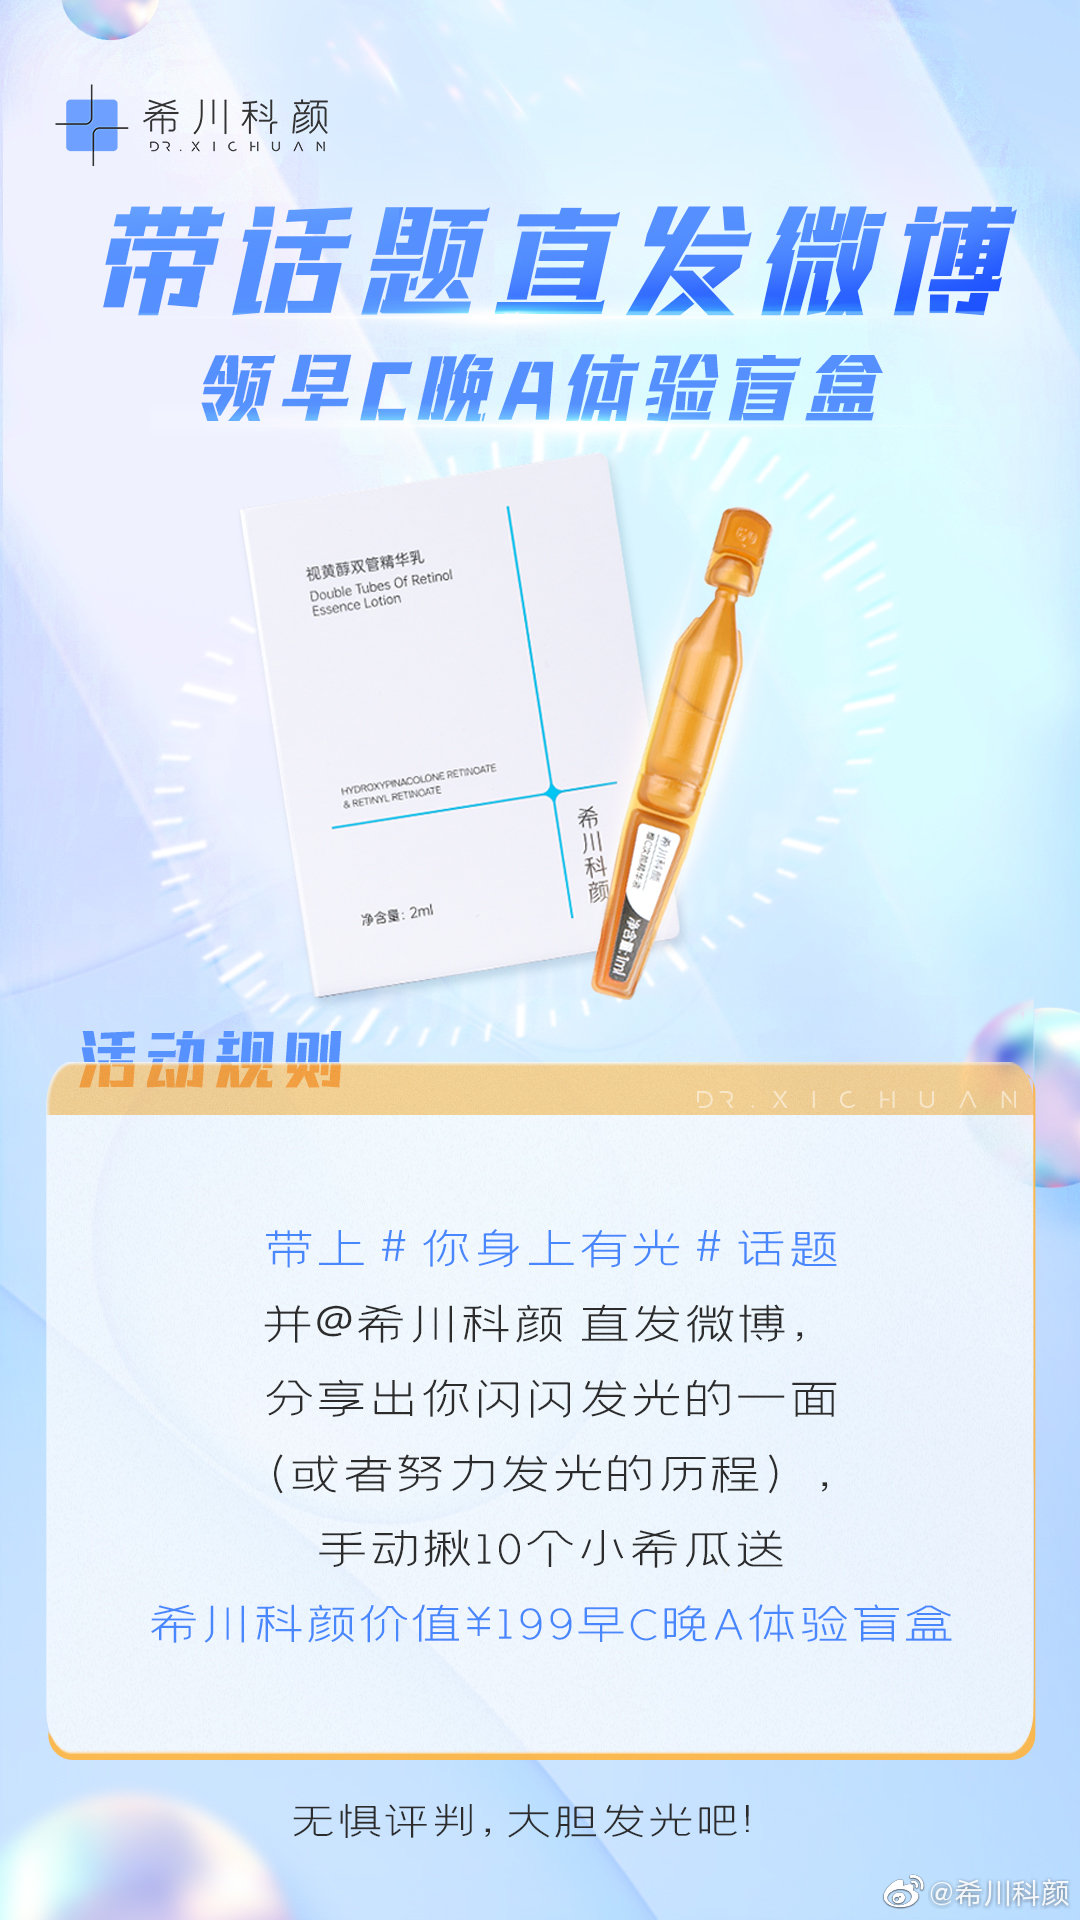 希川科颜
DR.XICHUAN
带话题直发微博
领早C晚A体验盲盒
视黄醇双管精华乳
Double Tubes Of Retinol
Essence Lotion
HYDROXYPINACOLONE RETINOATE
& RETINYL RETINOATE
希川科颜
净含量：2ml
希川科颜
净含量:1ml
活动规则
DR.XICHUAN
带上#你身上有光#话题
并@希川科颜 直发微博，
分享出你闪闪发光的一面
（或者努力发光的历程），
手动揪10个小希瓜送
希川科颜价值¥199早C晚A体验盲盒
无惧评判，大胆发光吧！
@希川科颜